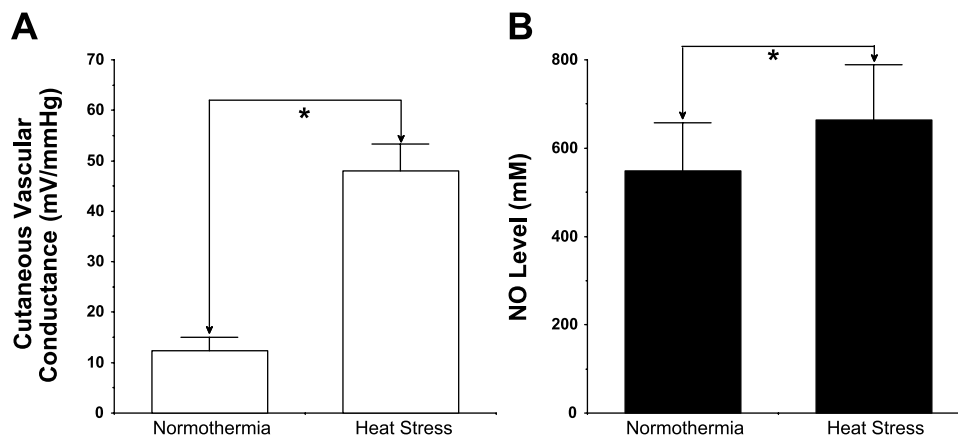 A
Cutaneous Vascular
Conductance (mV/mmHg)
70
60
50
40
30
20
10
0
*
Normothermia
Heat Stress
B
NO Level (mM)
800
600
400
200
0
*
Normothermia
Heat Stress